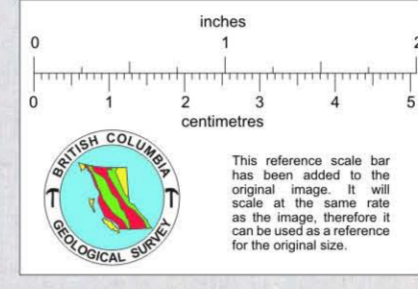 inches
0 1 2
0 1 2 3 4 5
centimetres
BRITISH COLUMBIA
GEOLOGICAL SURVEY
This reference scale bar
has been added to the
original image. It will
scale at the same rate
as the image, therefore it
can be used as a reference
for the original size.